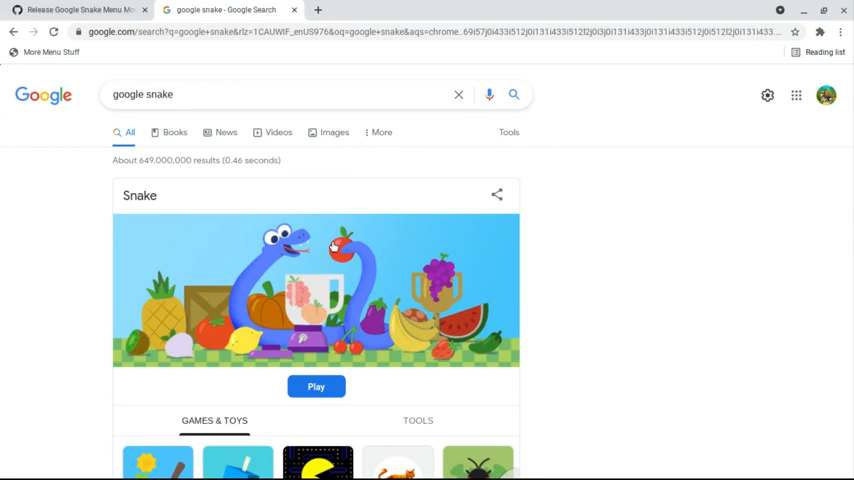 Release Google Snake Menu Mo
google snake - Google Search
google.com/search?q=google+snake&rlz=1CAUWIF_enUS976&oq=google+snake&aqs=chrome..69i57j0i433i512j0i131i433i512l2j0i3j0i131i433j0i131i433i512j0i512l2j0i131i433i512....
More Menu Stuff
Reading list
Google
google snake
All
Books
News
Videos
Images
More
Tools
About 649,000,000 results (0.46 seconds)
Snake
Play
GAMES & TOYS
TOOLS